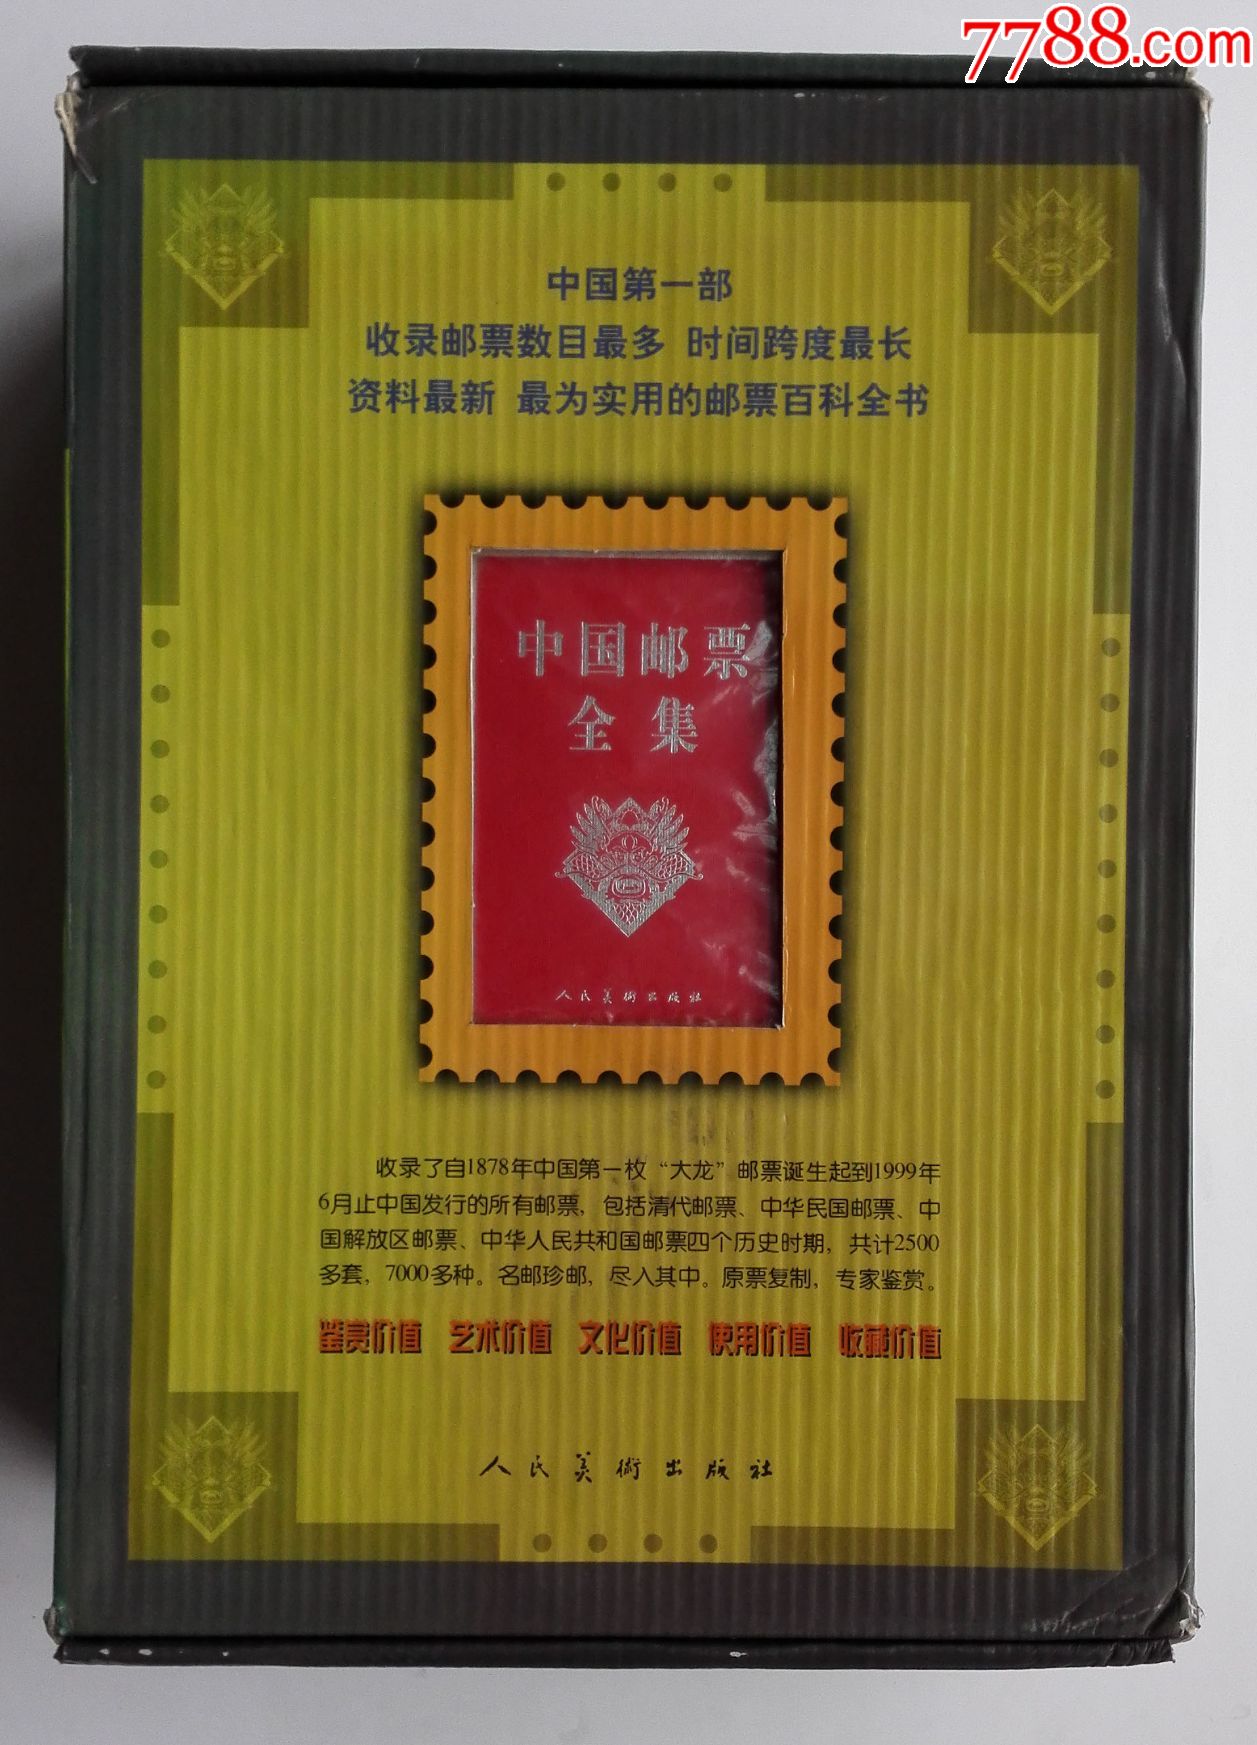 7788.com
中国第一部
收录邮票数目最多 时间跨度最长
资料最新 最为实用的邮票百科全书
中国邮票
全集
人民美術出版社
收录了自1878年中国第一枚“大龙”邮票诞生起到1999年
6月止中国发行的所有邮票，包括清代邮票、中华民国邮票、中
国解放区邮票、中华人民共和国邮票四个历史时期，共计2500
多套，7000多种。名邮珍邮，尽入其中。原票复制，专家鉴赏。
鉴赏价值 艺术价值 文化价值 使用价值 收藏价值
人民美術出版社